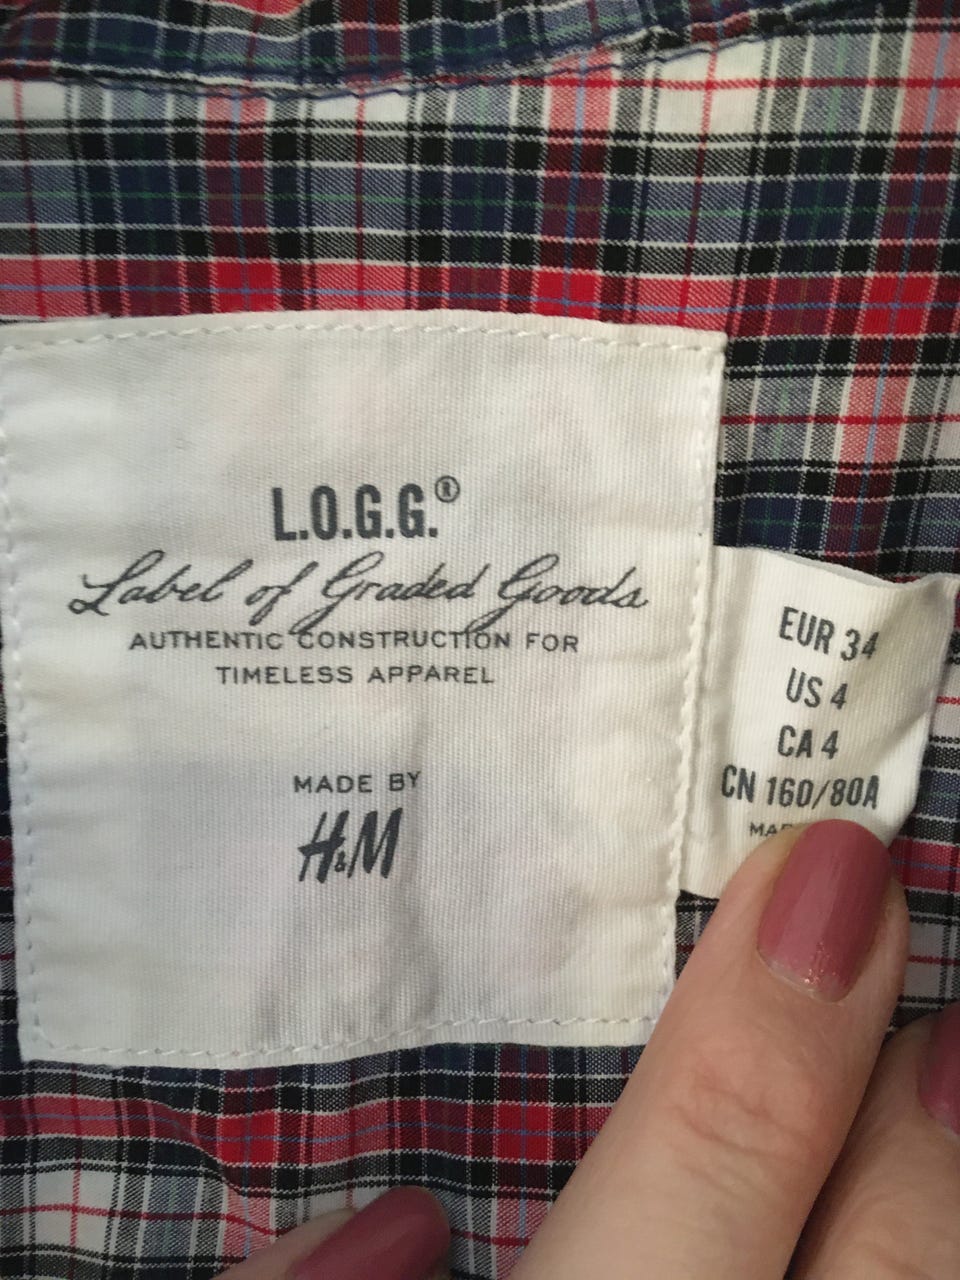 L.O.G.G.®
Label of Graded Goods
AUTHENTIC CONSTRUCTION FOR
TIMELESS APPAREL
MADE BY
H&M
EUR 34
US 4
CA 4
CN 160/80A